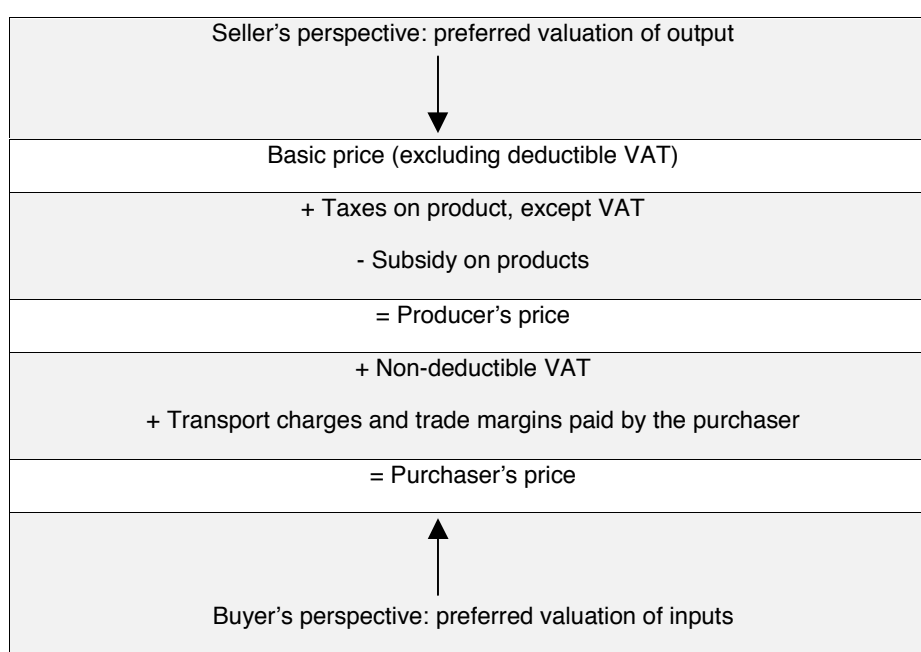 Seller’s perspective: preferred valuation of output
Basic price (excluding deductible VAT)
+ Taxes on product, except VAT
- Subsidy on products
= Producer’s price
+ Non-deductible VAT
+ Transport charges and trade margins paid by the purchaser
= Purchaser’s price
Buyer’s perspective: preferred valuation of inputs